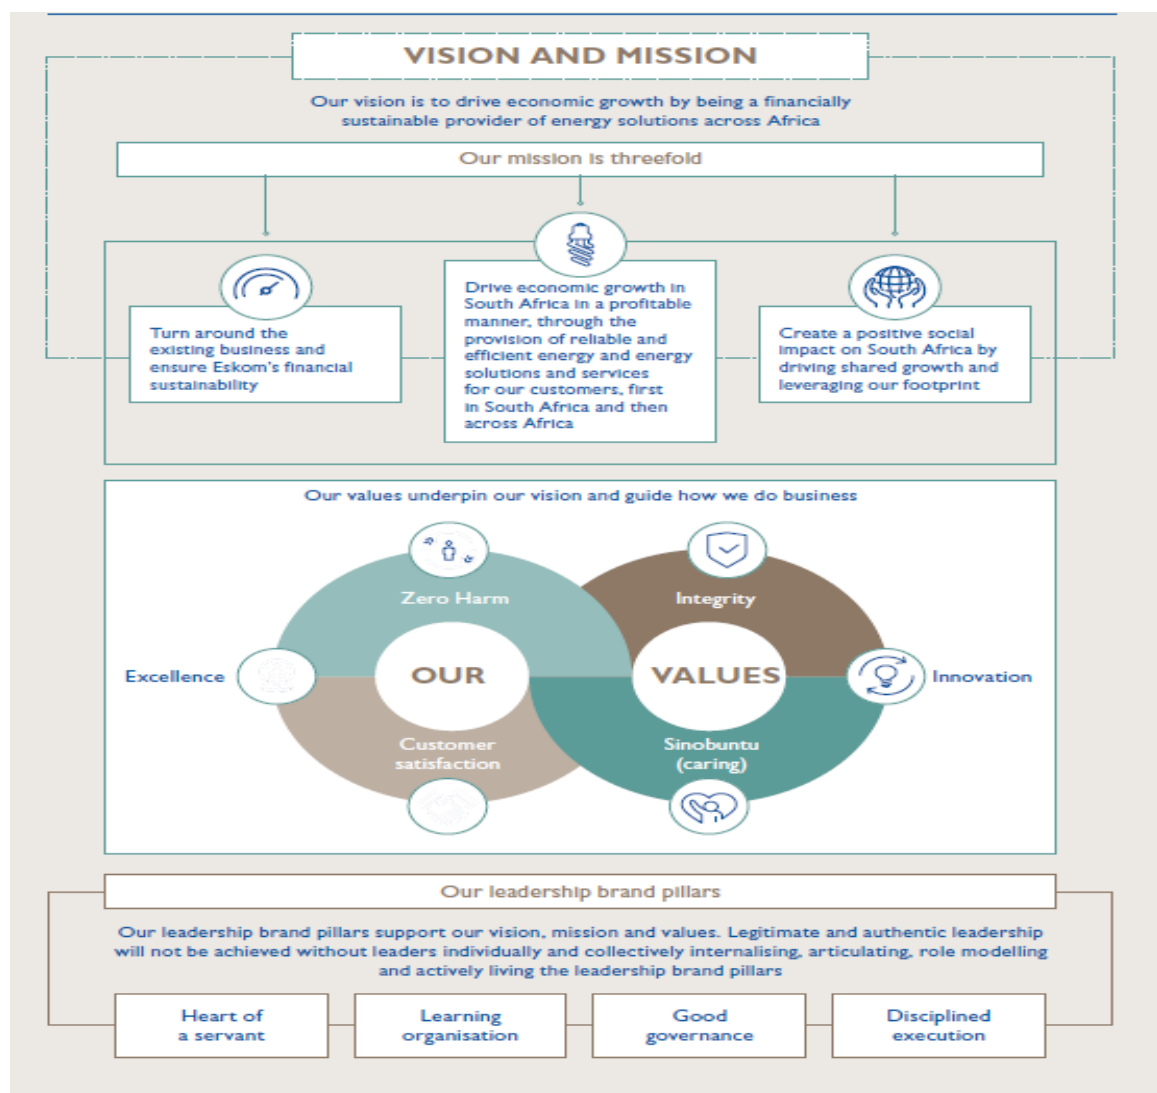 VISION AND MISSION
Our vision is to drive economic growth by being a financially
sustainable provider of energy solutions across Africa
Our mission is threefold
Turn around the
existing business and
ensure Eskom's financial
sustainability
Drive economic growth in
South Africa in a profitable
manner, through the
provision of reliable and
efficient energy and energy
solutions and services
for our customers, first
in South Africa and then
across Africa
Create a positive social
impact on South Africa by
driving shared growth and
leveraging our footprint
Our values underpin our vision and guide how we do business
Zero Harm
Integrity
Excellence
OUR
VALUES
Innovation
Customer
satisfaction
Sinobuntu
(caring)
Our leadership brand pillars
Our leadership brand pillars support our vision, mission and values. Legitimate and authentic leadership
will not be achieved without leaders individually and collectively internalising, articulating, role modelling
and actively living the leadership brand pillars
Heart of
a servant
Learning
organisation
Good
governance
Disciplined
execution